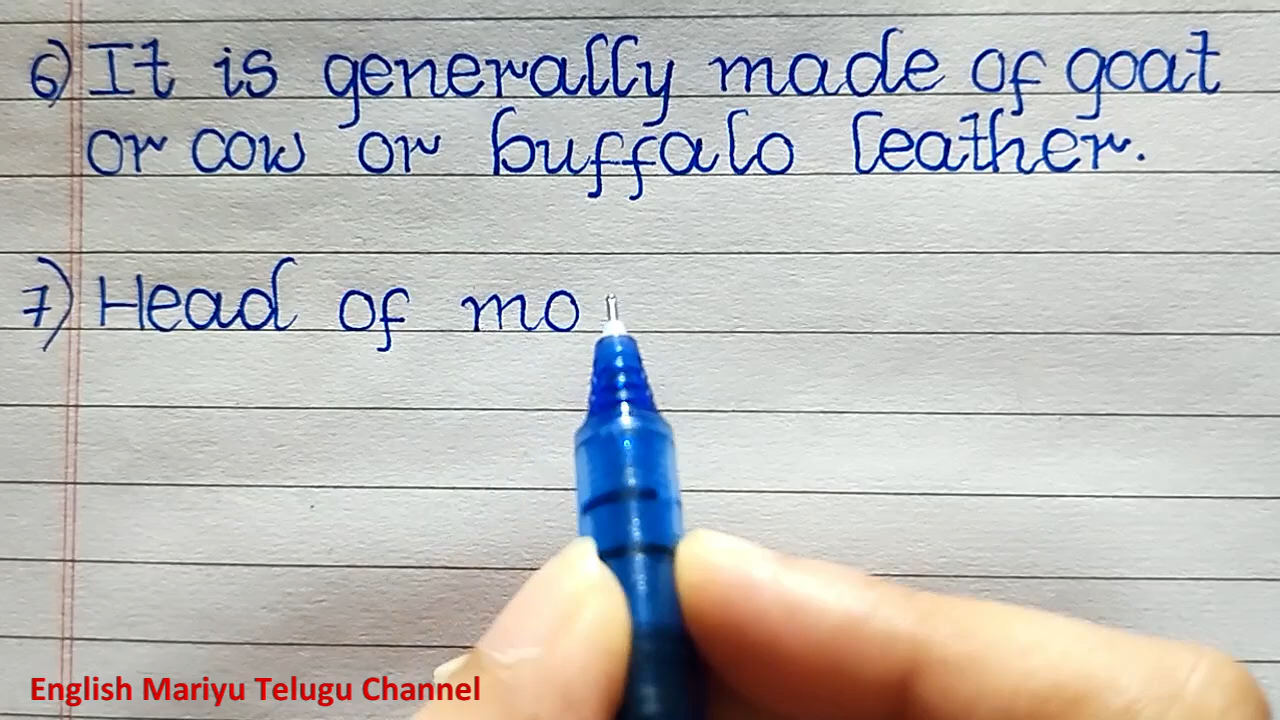 6) It is generally made of goat
or cow or buffalo leather.
7) Head of mo
English Mariyu Telugu Channel